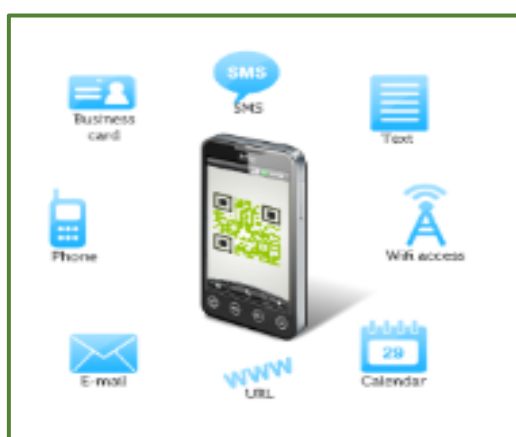 SMS
SMS
Business
card
Text
Phone
Wifi access
29
E-mail
www
URL
Calendar